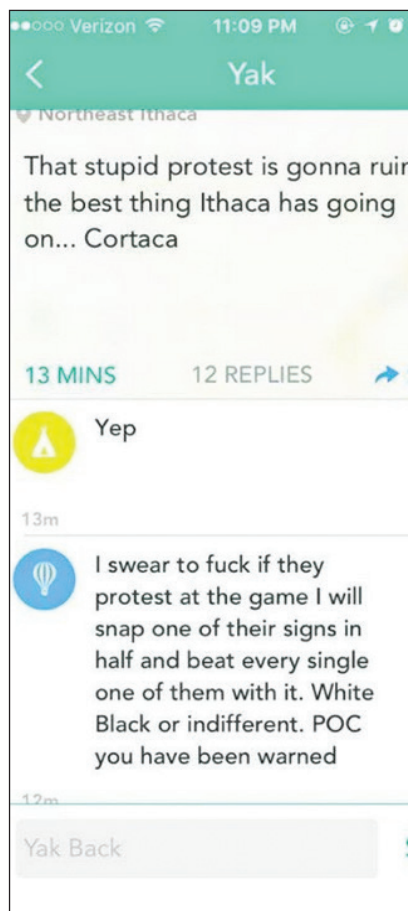 Verizon 11:09 PM
Yak
Northeast Ithaca
That stupid protest is gonna ruin
the best thing Ithaca has going
on... Cortaca
13 MINS 12 REPLIES
Yep
13m
I swear to fuck if they
protest at the game I will
snap one of their signs in
half and beat every single
one of them with it. White
Black or indifferent. POC
you have been warned
12m
Yak Back